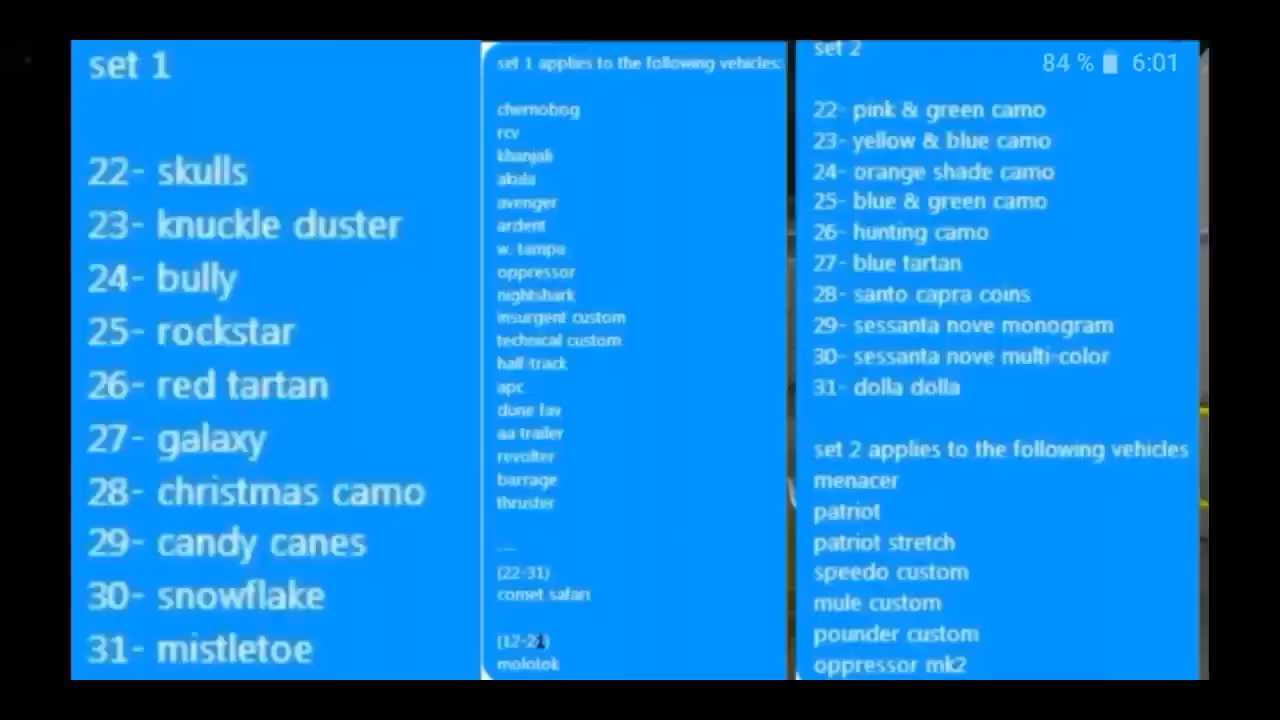 set 1
22- skulls
23- knuckle duster
24- bully
25- rockstar
26- red tartan
27- galaxy
28- christmas camo
29- candy canes
30- snowflake
31- mistletoe
set 1 applies to the following vehicles:
chernobog
rcv
khanjali
akula
avenger
ardent
w. tampa
oppressor
nightshark
insurgent custom
technical custom
half-track
apc
dune fav
aa trailer
revolter
barrage
thruster
---
(22-31)
comet safari
(12-21)
molotok
set 2
84 % 6:01
22- pink & green camo
23- yellow & blue camo
24- orange shade camo
25- blue & green camo
26- hunting camo
27- blue tartan
28- santo capra coins
29- sessanta nove monogram
30- sessanta nove multi-color
31- dolla dolla
set 2 applies to the following vehicles
menacer
patriot
patriot stretch
speedo custom
mule custom
pounder custom
oppressor mk2